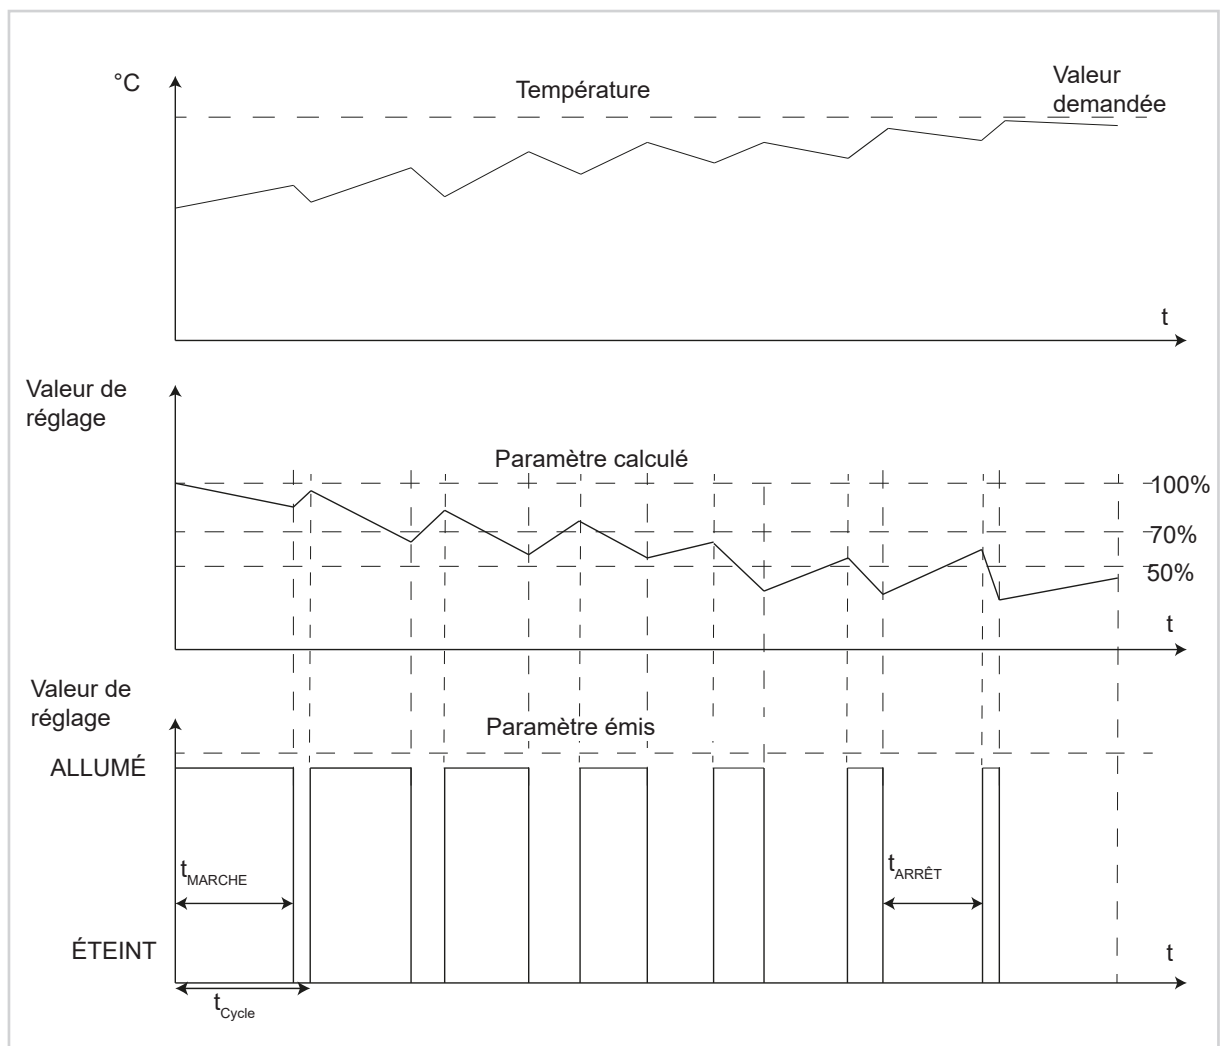 °C
Température
Valeur
demandée
t
Valeur de
réglage
Paramètre calculé
100%
70%
50%
t
Valeur de
réglage
Paramètre émis
ALLUMÉ
tMARCHE
tARRÊT
ÉTEINT
t
tCycle